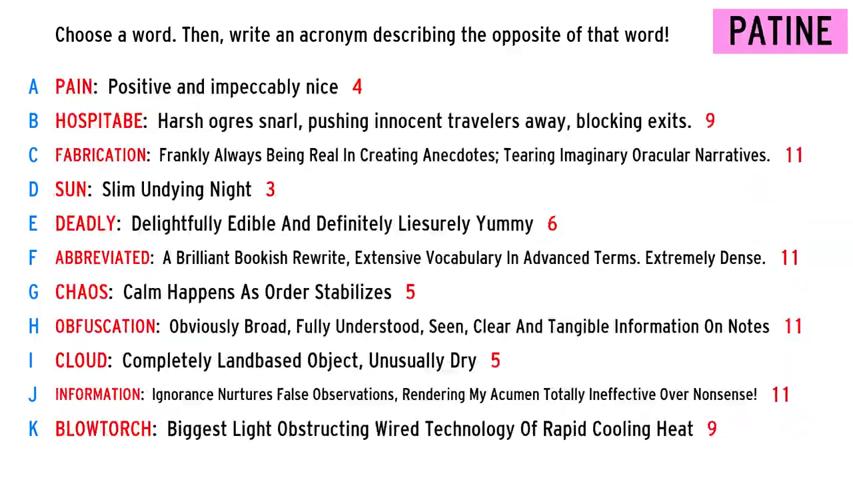 Choose a word. Then, write an acronym describing the opposite of that word!
PATINE
A PAIN: Positive and impeccably nice 4
B HOSPITABE: Harsh ogres snarl, pushing innocent travelers away, blocking exits. 9
C FABRICATION: Frankly Always Being Real In Creating Anecdotes; Tearing Imaginary Oracular Narratives. 11
D SUN: Slim Undying Night 3
E DEADLY: Delightfully Edible And Definitely Liesurely Yummy 6
F ABBREVIATED: A Brilliant Bookish Rewrite, Extensive Vocabulary In Advanced Terms. Extremely Dense. 11
G CHAOS: Calm Happens As Order Stabilizes 5
H OBFUSCATION: Obviously Broad, Fully Understood, Seen, Clear And Tangible Information On Notes 11
I CLOUD: Completely Landbased Object, Unusually Dry 5
J INFORMATION: Ignorance Nurtures False Observations, Rendering My Acumen Totally Ineffective Over Nonsense! 11
K BLOWTORCH: Biggest Light Obstructing Wired Technology Of Rapid Cooling Heat 9